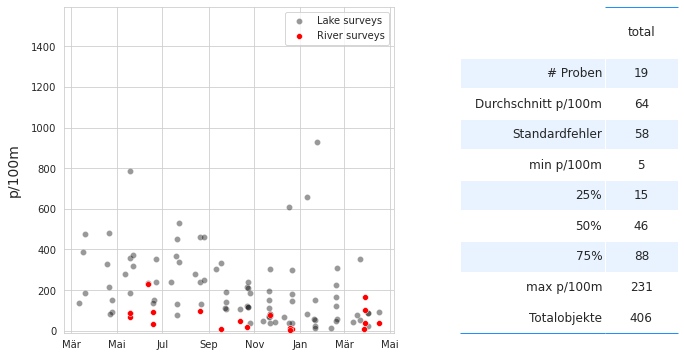 Lake surveys
River surveys
p/100m
1400
1200
1000
800
600
400
200
0
Mär Mai Jul Sep Nov Jan Mär Mai
total
# Proben 19
Durchschnitt p/100m 64
Standardfehler 58
min p/100m 5
25% 15
50% 46
75% 88
max p/100m 231
Totalobjekte 406